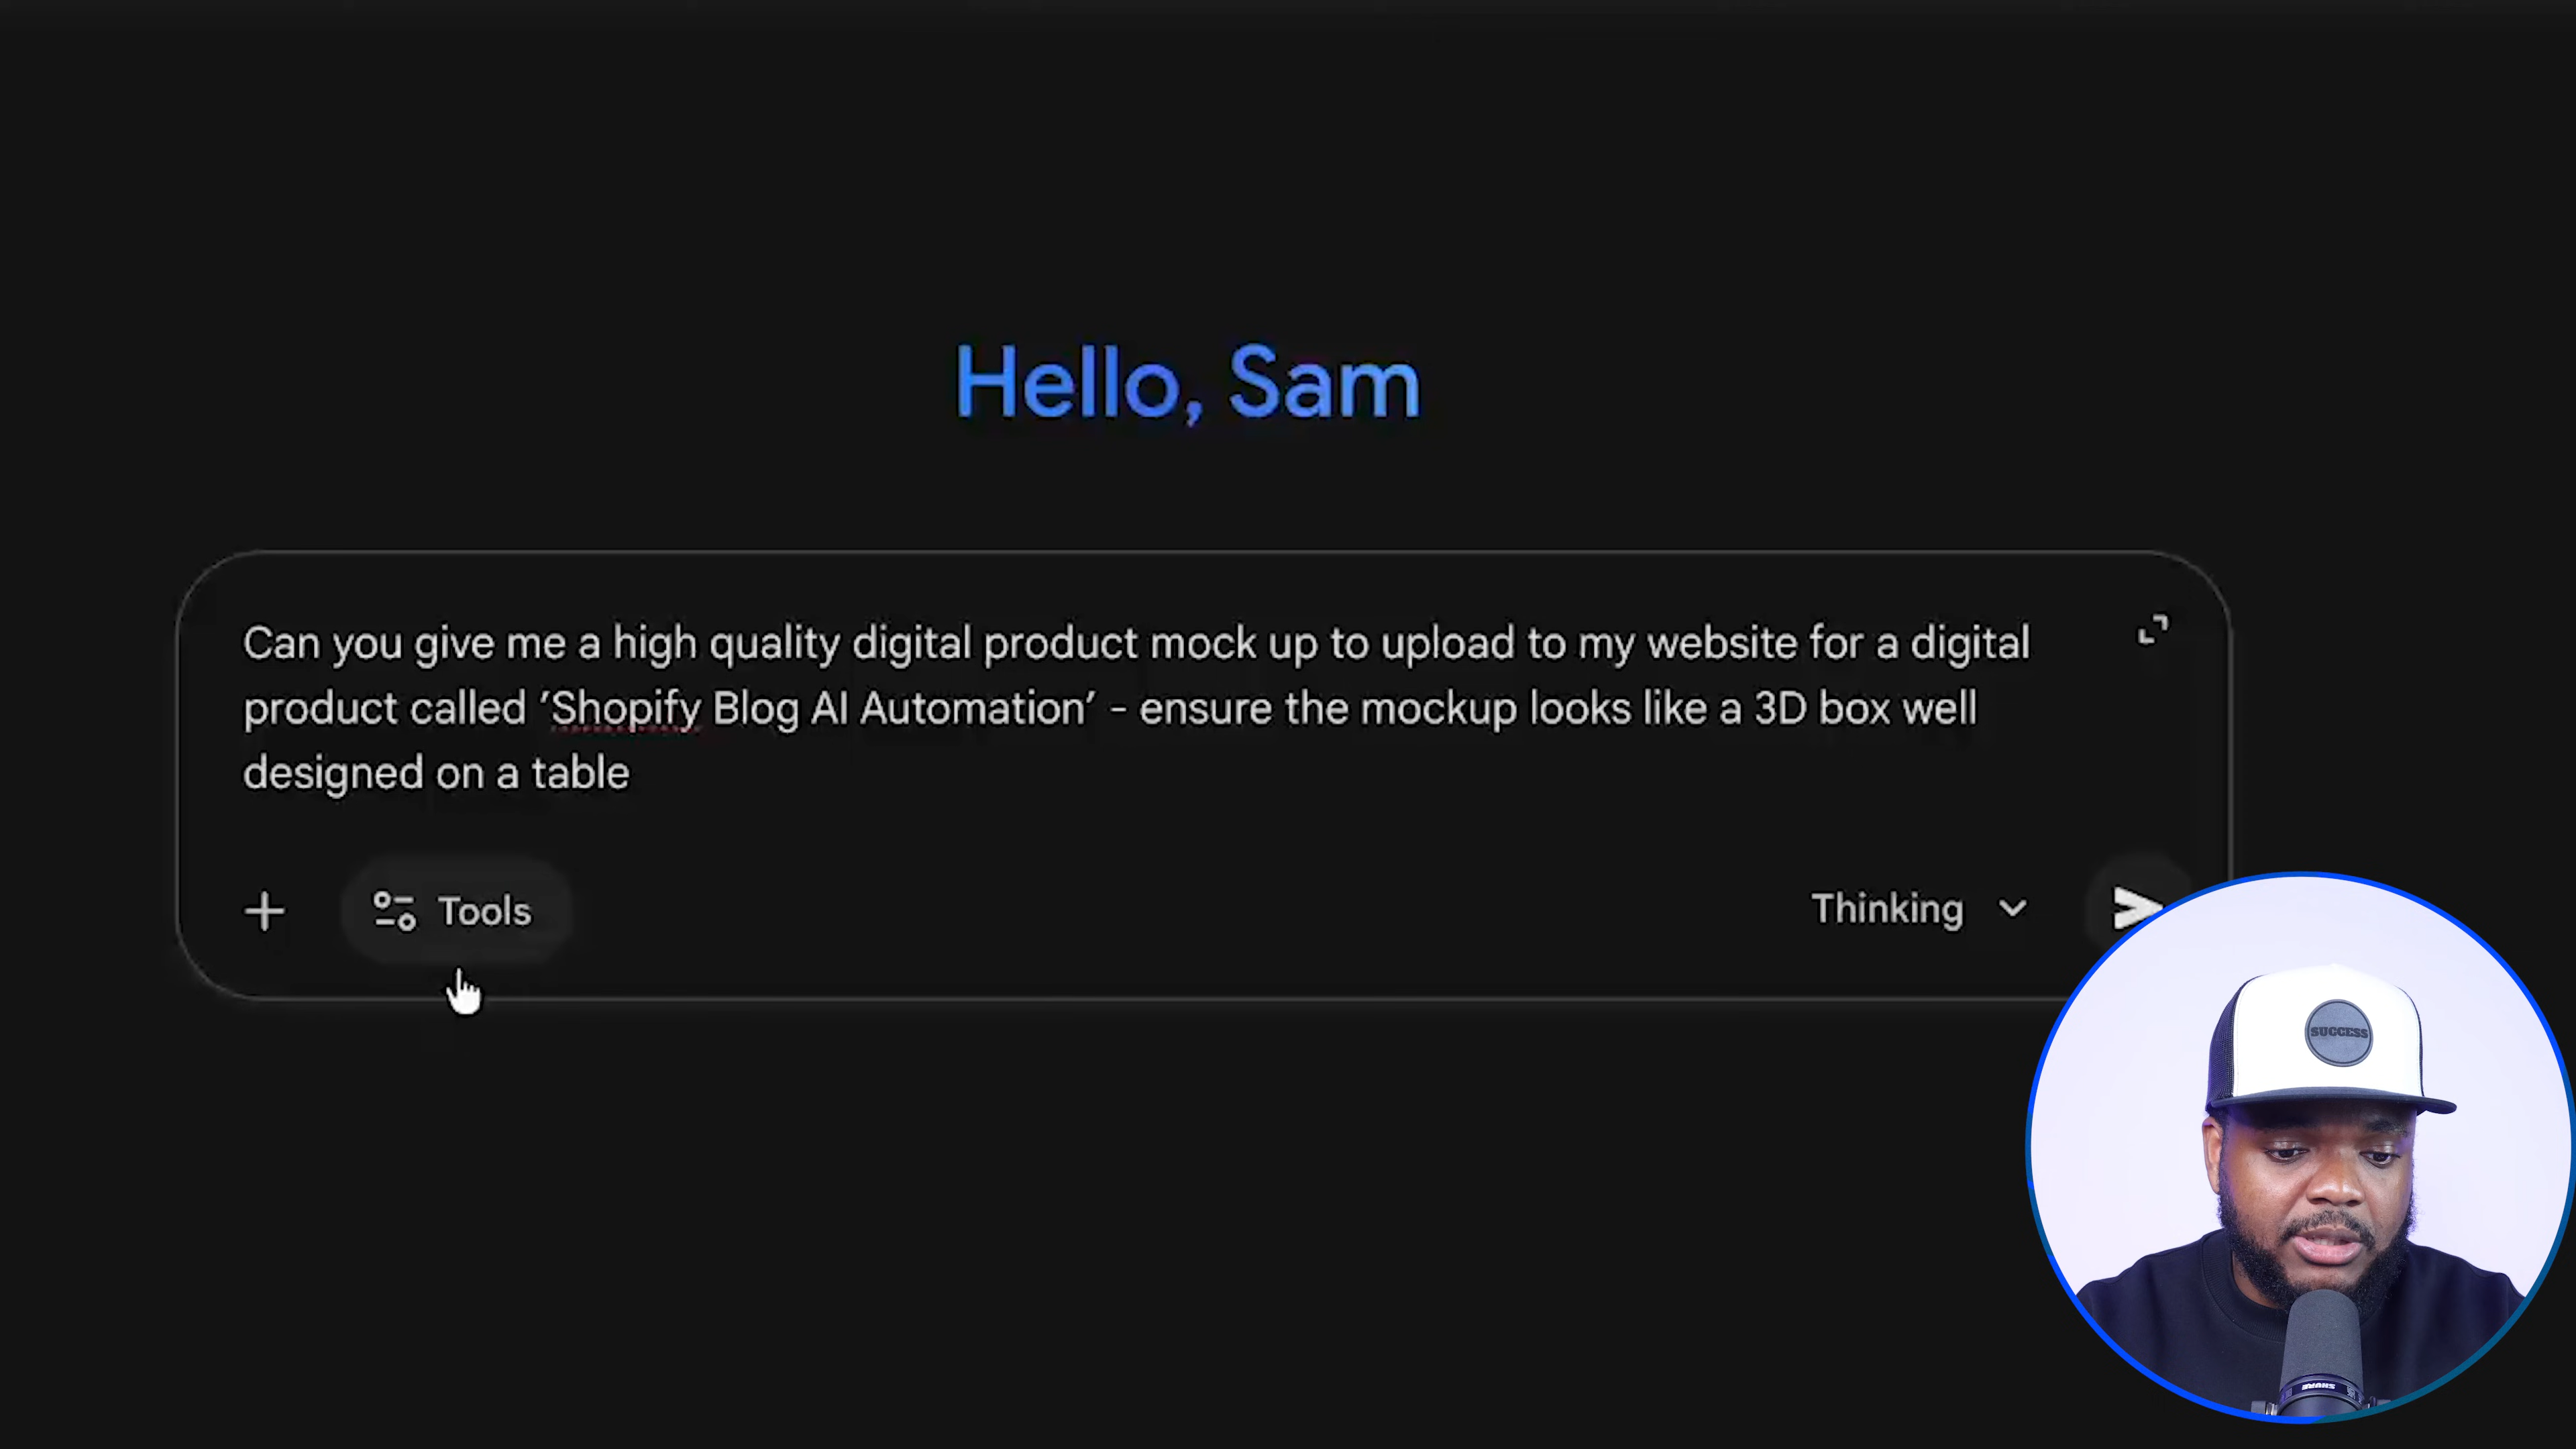 Hello, Sam
Can you give me a high quality digital product mock up to upload to my website for a digital
product called ‘Shopify Blog AI Automation’ - ensure the mockup looks like a 3D box well
designed on a table
Tools
Thinking
SUCCESS
SHURE